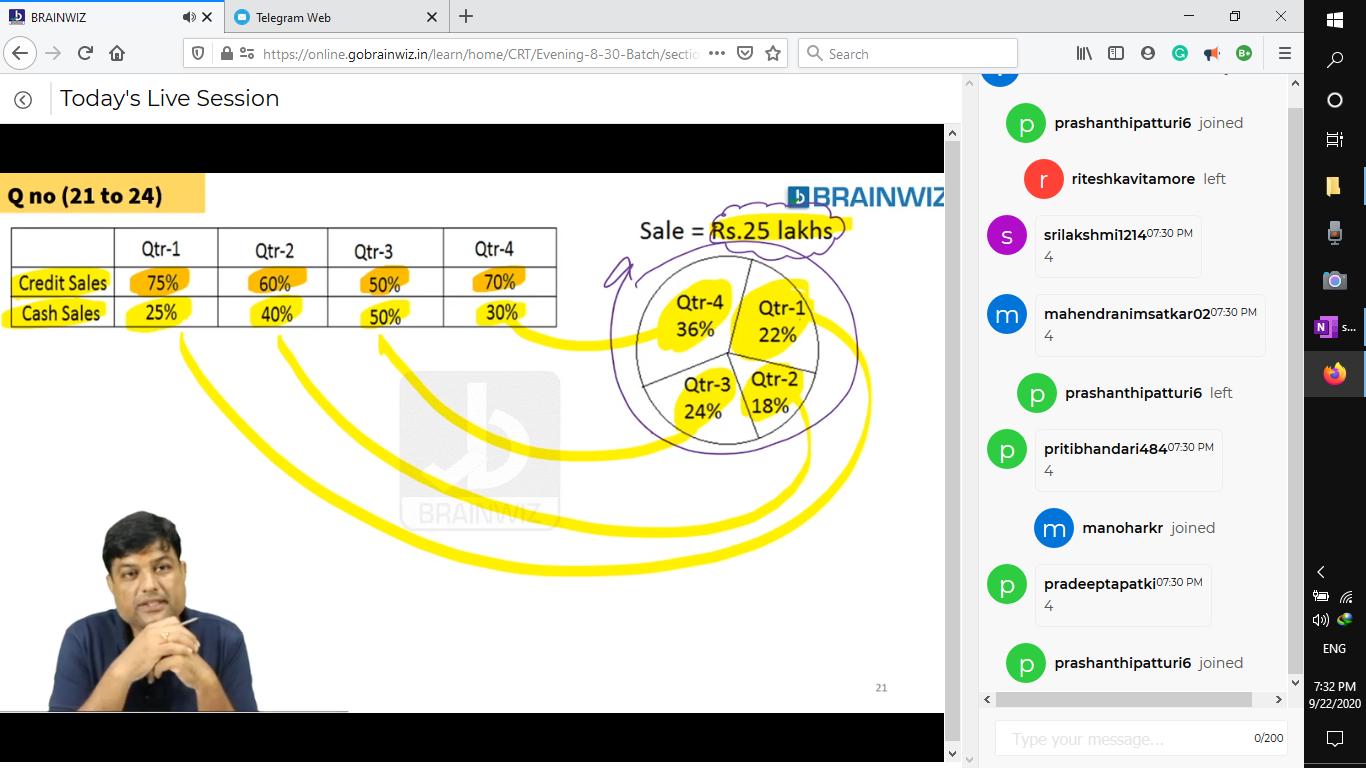 BRAINWIZ
Telegram Web
https://online.gobrainwiz.in/learn/home/CRT/Evening-8-30-Batch/sectio
Search
Today's Live Session
Q no (21 to 24)
BRAINWIZ
Sale = Rs.25 lakhs
Qtr-1 Qtr-2 Qtr-3 Qtr-4
Credit Sales 75% 60% 50% 70%
Cash Sales 25% 40% 50% 30%
Qtr-4
36%
Qtr-1
22%
Qtr-3
24%
Qtr-2
18%
BRAINWIZ
21
p prashanthipatturi6 joined
r riteshkavitamore left
s srilakshmi1214 07:30 PM
4
m mahendranimsatkar02 07:30 PM
4
p prashanthipatturi6 left
p pritibhandari484 07:30 PM
4
m manoharkr joined
p pradeeptapatki 07:30 PM
4
p prashanthipatturi6 joined
Type your message...
0/200
N s...
ENG
7:32 PM
9/22/2020